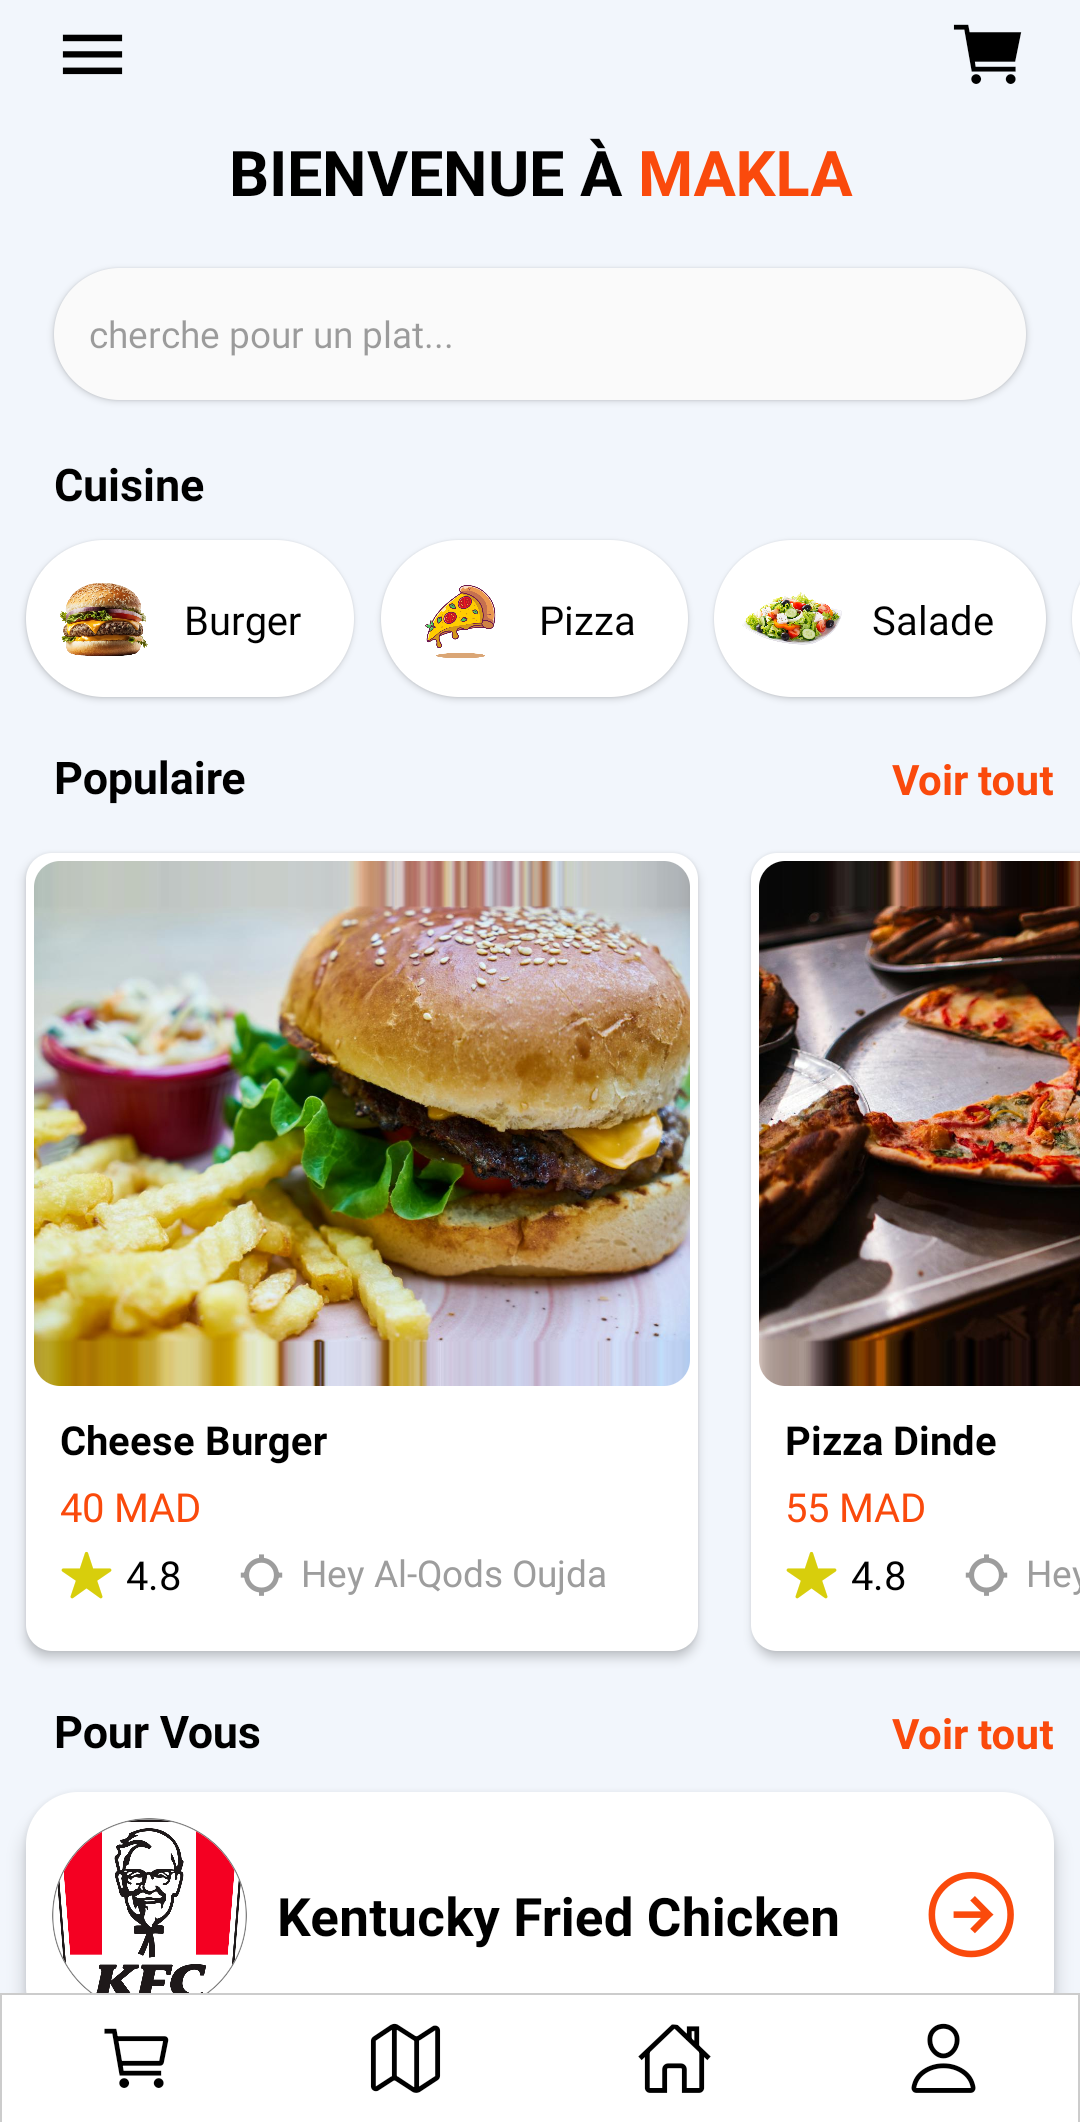 BIENVENUE À MAKLA
cherche pour un plat...
Cuisine
Burger
Pizza
Salade
Populaire
Voir tout
Cheese Burger
40 MAD
4.8
Hey Al-Qods Oujda
Pizza Dinde
55 MAD
4.8
Hey
Pour Vous
Voir tout
KFC
Kentucky Fried Chicken